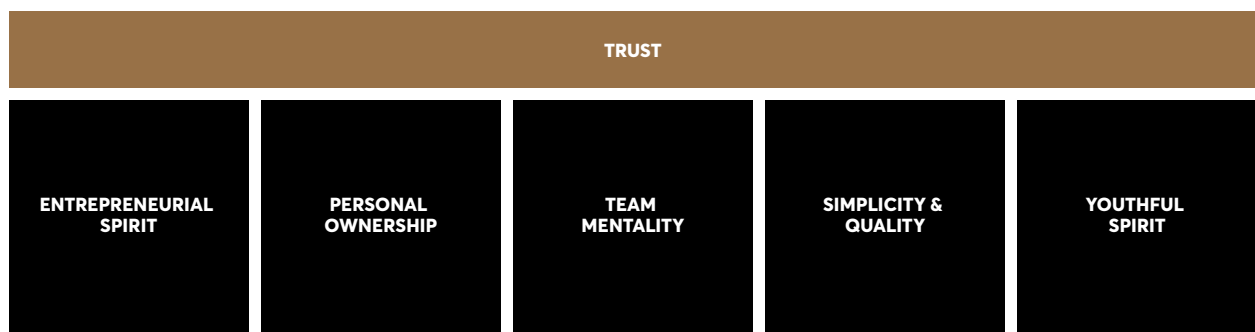 TRUST
ENTREPRENEURIAL
SPIRIT
PERSONAL
OWNERSHIP
TEAM
MENTALITY
SIMPLICITY &
QUALITY
YOUTHFUL
SPIRIT